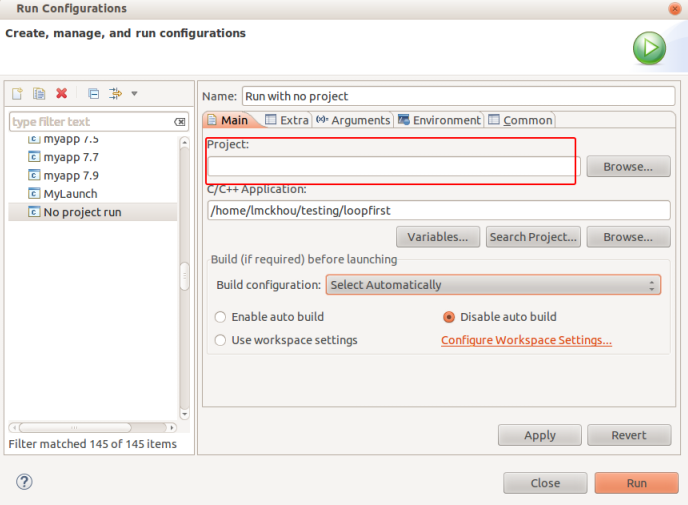 Run Configurations
Create, manage, and run configurations
type filter text
myapp 7.5
myapp 7.7
myapp 7.9
MyLaunch
No project run
Filter matched 145 of 145 items
Name: Run with no project
Main Extra (x)= Arguments Environment Common
Project:
Browse...
C/C++ Application:
/home/lmckhou/testing/loopfirst
Variables... Search Project... Browse...
Build (if required) before launching
Build configuration: Select Automatically
Enable auto build Disable auto build
Use workspace settings Configure Workspace Settings...
Apply Revert
? Close Run